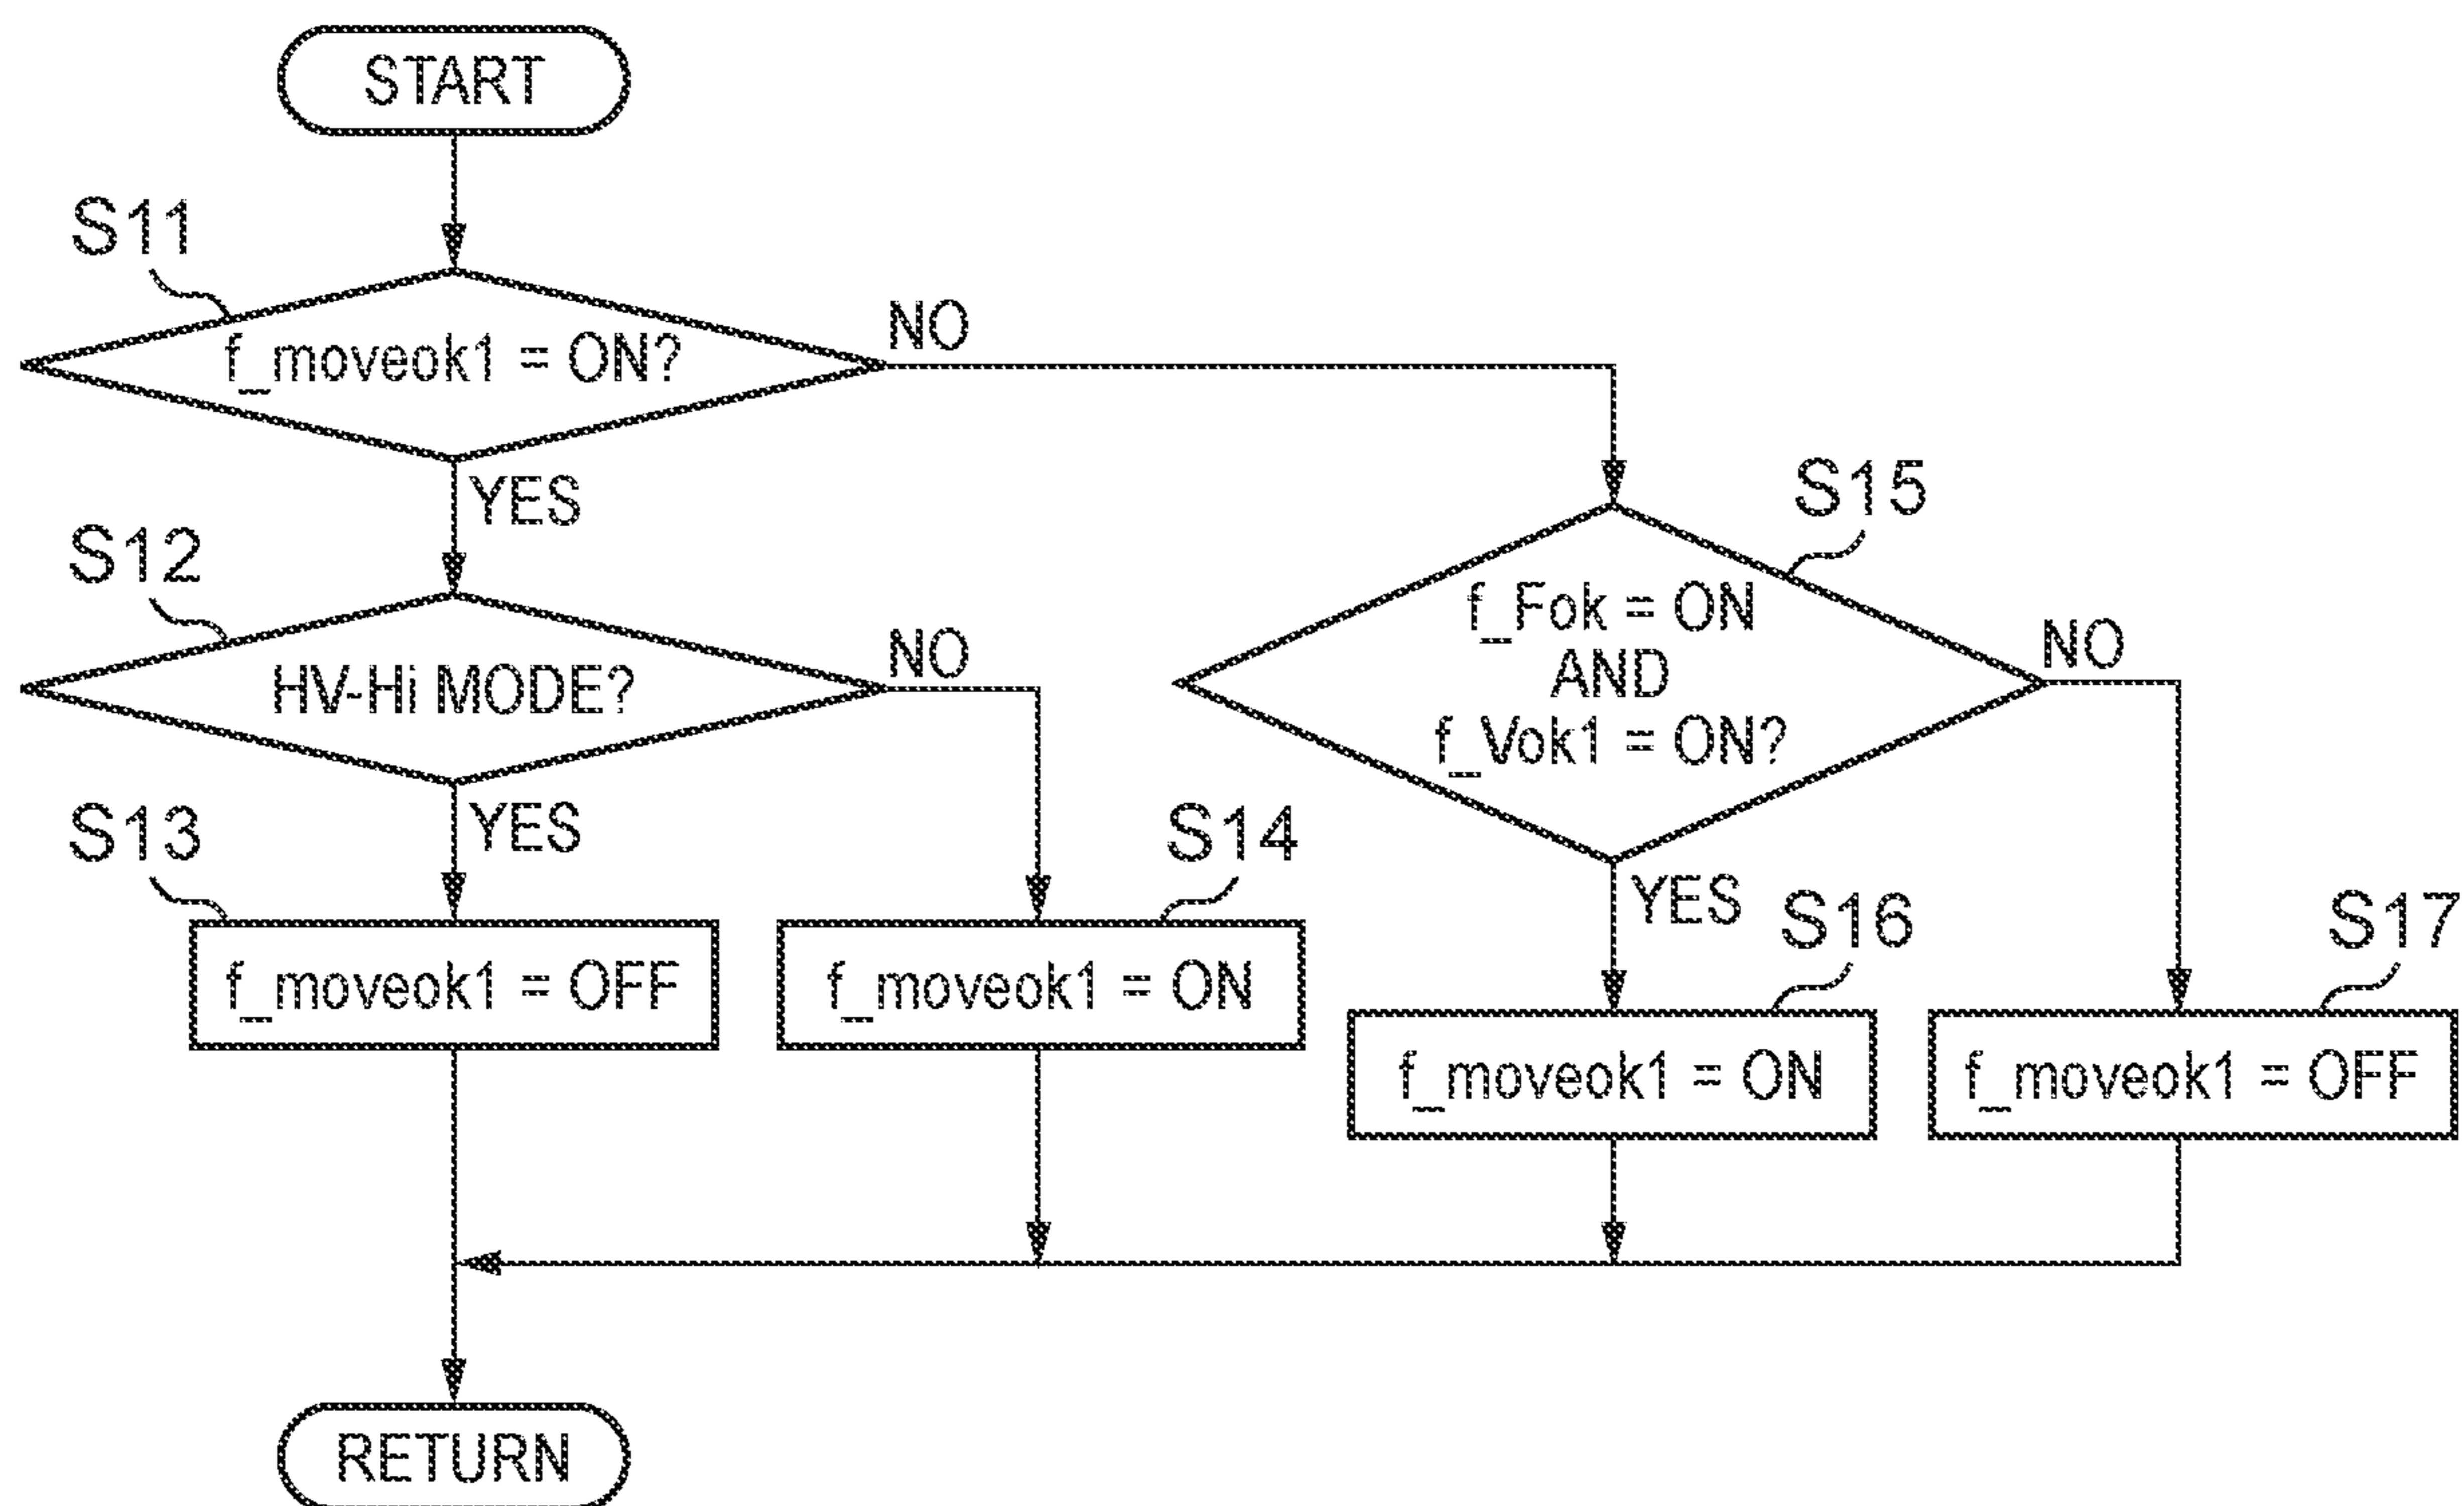 START
S11
f_moveok1 = ON?
NO
YES
S12
HV-Hi MODE?
NO
YES
S15
f_Fok = ON
AND
f_Vok1 = ON?
NO
YES
S13
f_moveok1 = OFF
S14
f_moveok1 = ON
S16
f_moveok1 = ON
S17
f_moveok1 = OFF
RETURN